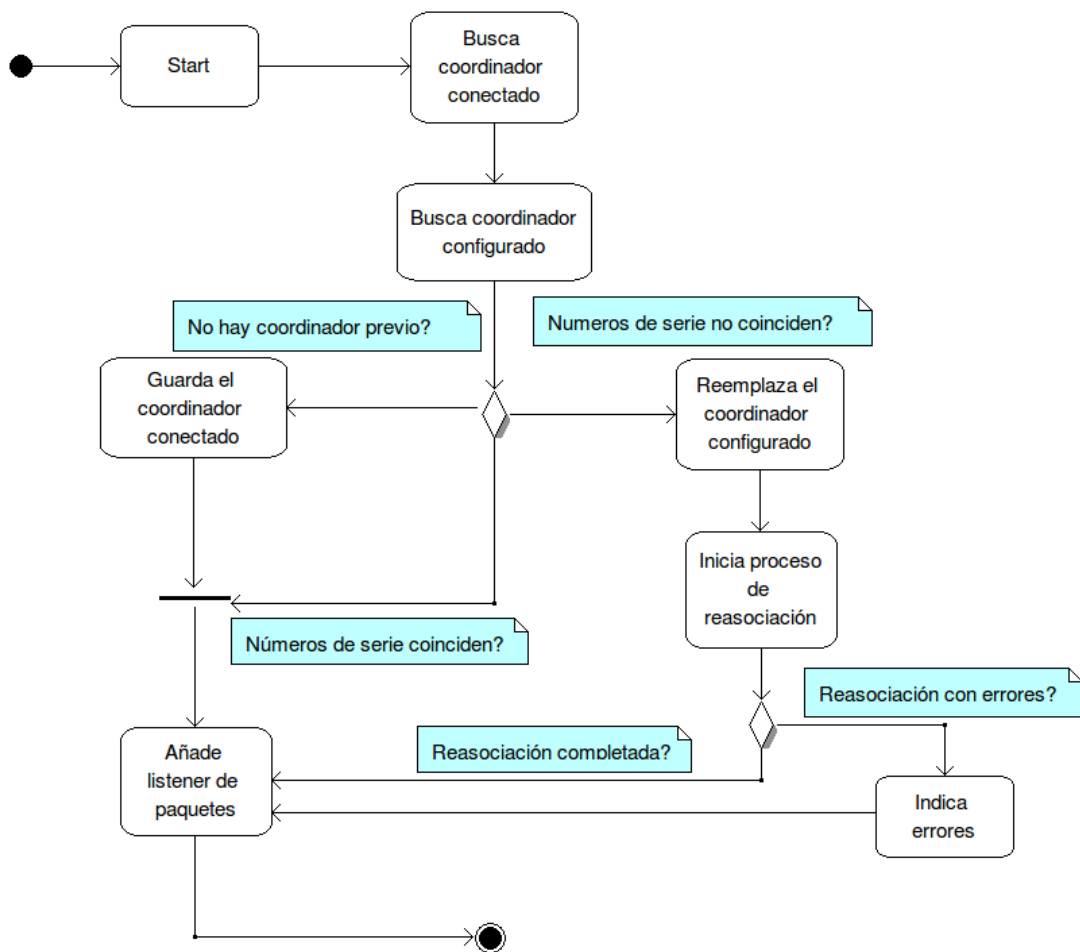 Start
Busca
coordinador
conectado
Busca coordinador
configurado
No hay coordinador previo?
Numeros de serie no coinciden?
Guarda el
coordinador
conectado
Reemplaza el
coordinador
configurado
Inicia proceso
de
reasociación
Números de serie coinciden?
Reasociación con errores?
Reasociación completada?
Añade
listener de
paquetes
Indica
errores